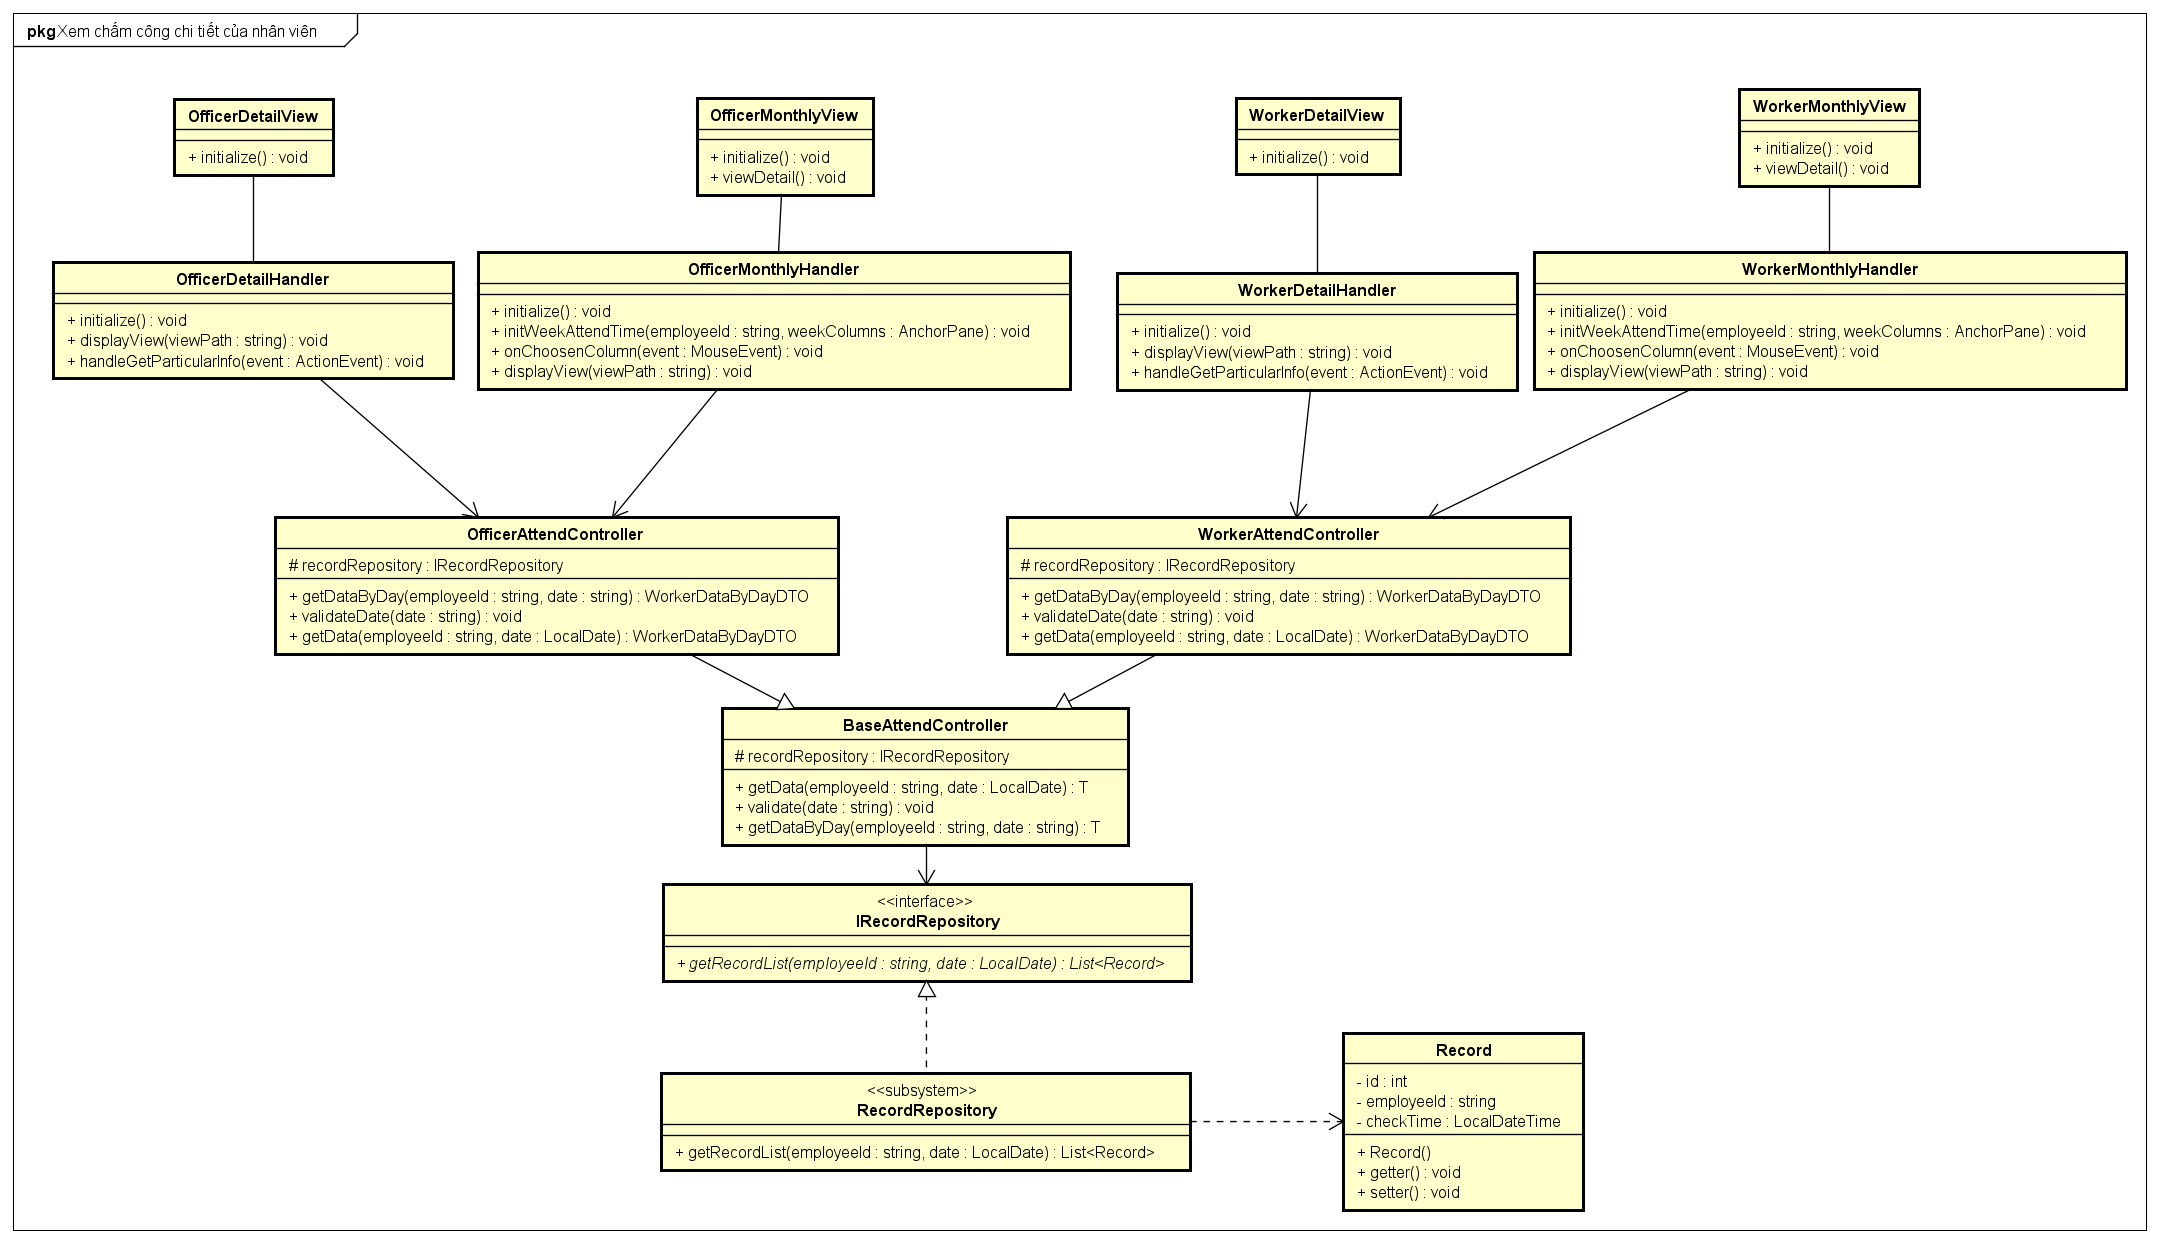 pkg Xem chấm công chi tiết của nhân viên
OfficerDetailView
+ initialize() : void
OfficerMonthlyView
+ initialize() : void
+ viewDetail() : void
WorkerDetailView
+ initialize() : void
WorkerMonthlyView
+ initialize() : void
+ viewDetail() : void
OfficerDetailHandler
+ initialize() : void
+ displayView(viewPath : string) : void
+ handleGetParticularInfo(event : ActionEvent) : void
OfficerMonthlyHandler
+ initialize() : void
+ initWeekAttendTime(employeeId : string, weekColumns : AnchorPane) : void
+ onChoosenColumn(event : MouseEvent) : void
+ displayView(viewPath : string) : void
WorkerDetailHandler
+ initialize() : void
+ displayView(viewPath : string) : void
+ handleGetParticularInfo(event : ActionEvent) : void
WorkerMonthlyHandler
+ initialize() : void
+ initWeekAttendTime(employeeId : string, weekColumns : AnchorPane) : void
+ onChoosenColumn(event : MouseEvent) : void
+ displayView(viewPath : string) : void
OfficerAttendController
# recordRepository : IRecordRepository
+ getDataByDay(employeeId : string, date : string) : WorkerDataByDayDTO
+ validateDate(date : string) : void
+ getData(employeeId : string, date : LocalDate) : WorkerDataByDayDTO
WorkerAttendController
# recordRepository : IRecordRepository
+ getDataByDay(employeeId : string, date : string) : WorkerDataByDayDTO
+ validateDate(date : string) : void
+ getData(employeeId : string, date : LocalDate) : WorkerDataByDayDTO
BaseAttendController
# recordRepository : IRecordRepository
+ getData(employeeId : string, date : LocalDate) : T
+ validate(date : string) : void
+ getDataByDay(employeeId : string, date : string) : T
<<interface>>
IRecordRepository
+ getRecordList(employeeId : string, date : LocalDate) : List<Record>
<<subsystem>>
RecordRepository
+ getRecordList(employeeId : string, date : LocalDate) : List<Record>
Record
- id : int
- employeeId : string
- checkTime : LocalDateTime
+ Record()
+ getter() : void
+ setter() : void